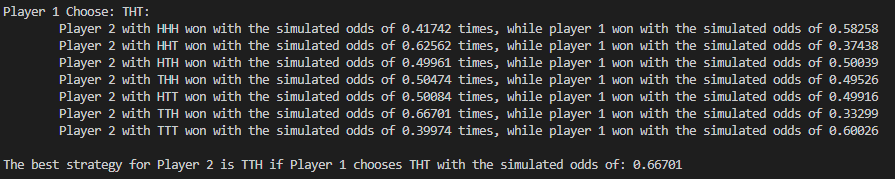 Player 1 Choose: THT:
Player 2 with HHH won with the simulated odds of 0.41742 times, while player 1 won with the simulated odds of 0.58258
Player 2 with HHT won with the simulated odds of 0.62562 times, while player 1 won with the simulated odds of 0.37438
Player 2 with HTH won with the simulated odds of 0.49961 times, while player 1 won with the simulated odds of 0.50039
Player 2 with THH won with the simulated odds of 0.50474 times, while player 1 won with the simulated odds of 0.49526
Player 2 with HTT won with the simulated odds of 0.50084 times, while player 1 won with the simulated odds of 0.49916
Player 2 with TTH won with the simulated odds of 0.66701 times, while player 1 won with the simulated odds of 0.33299
Player 2 with TTT won with the simulated odds of 0.39974 times, while player 1 won with the simulated odds of 0.60026
The best strategy for Player 2 is TTH if Player 1 chooses THT with the simulated odds of: 0.66701